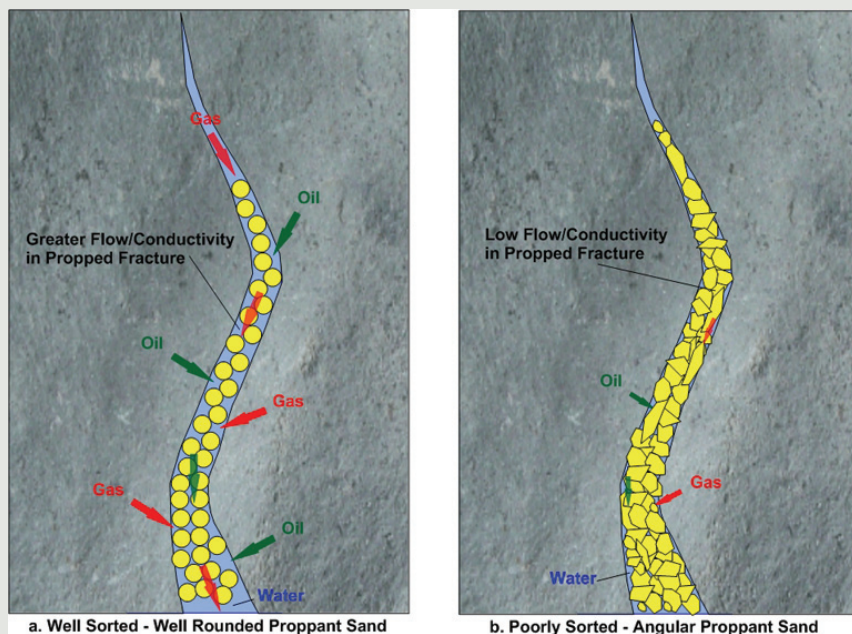 Gas
Oil
Greater Flow/Conductivity
in Propped Fracture
Oil
Gas
Gas
Oil
Water
a. Well Sorted - Well Rounded Proppant Sand
Low Flow/Conductivity
in Propped Fracture
Oil
Gas
Water
b. Poorly Sorted - Angular Proppant Sand